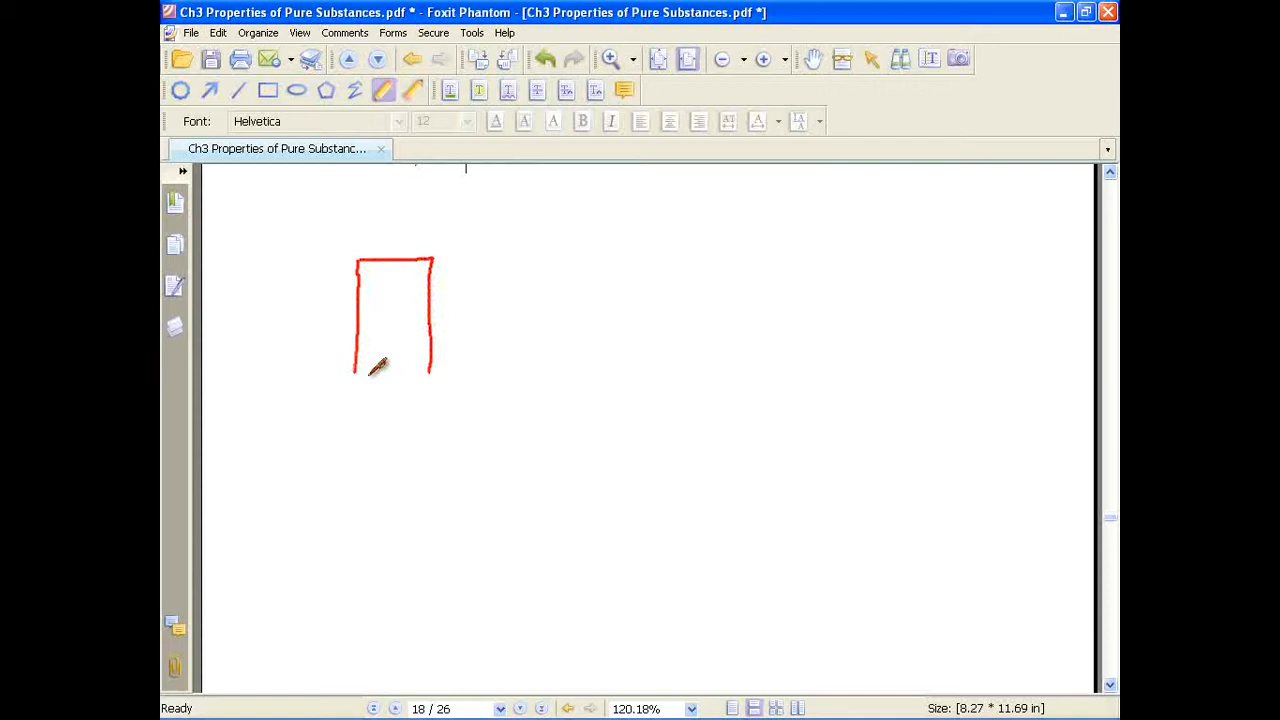 Ch3 Properties of Pure Substances.pdf * - Foxit Phantom - [Ch3 Properties of Pure Substances.pdf *]
File Edit Organize View Comments Forms Secure Tools Help
Font: Helvetica 12
Ch3 Properties of Pure Substanc...
Ready 18 / 26 120.18% Size: [8.27 * 11.69 in]